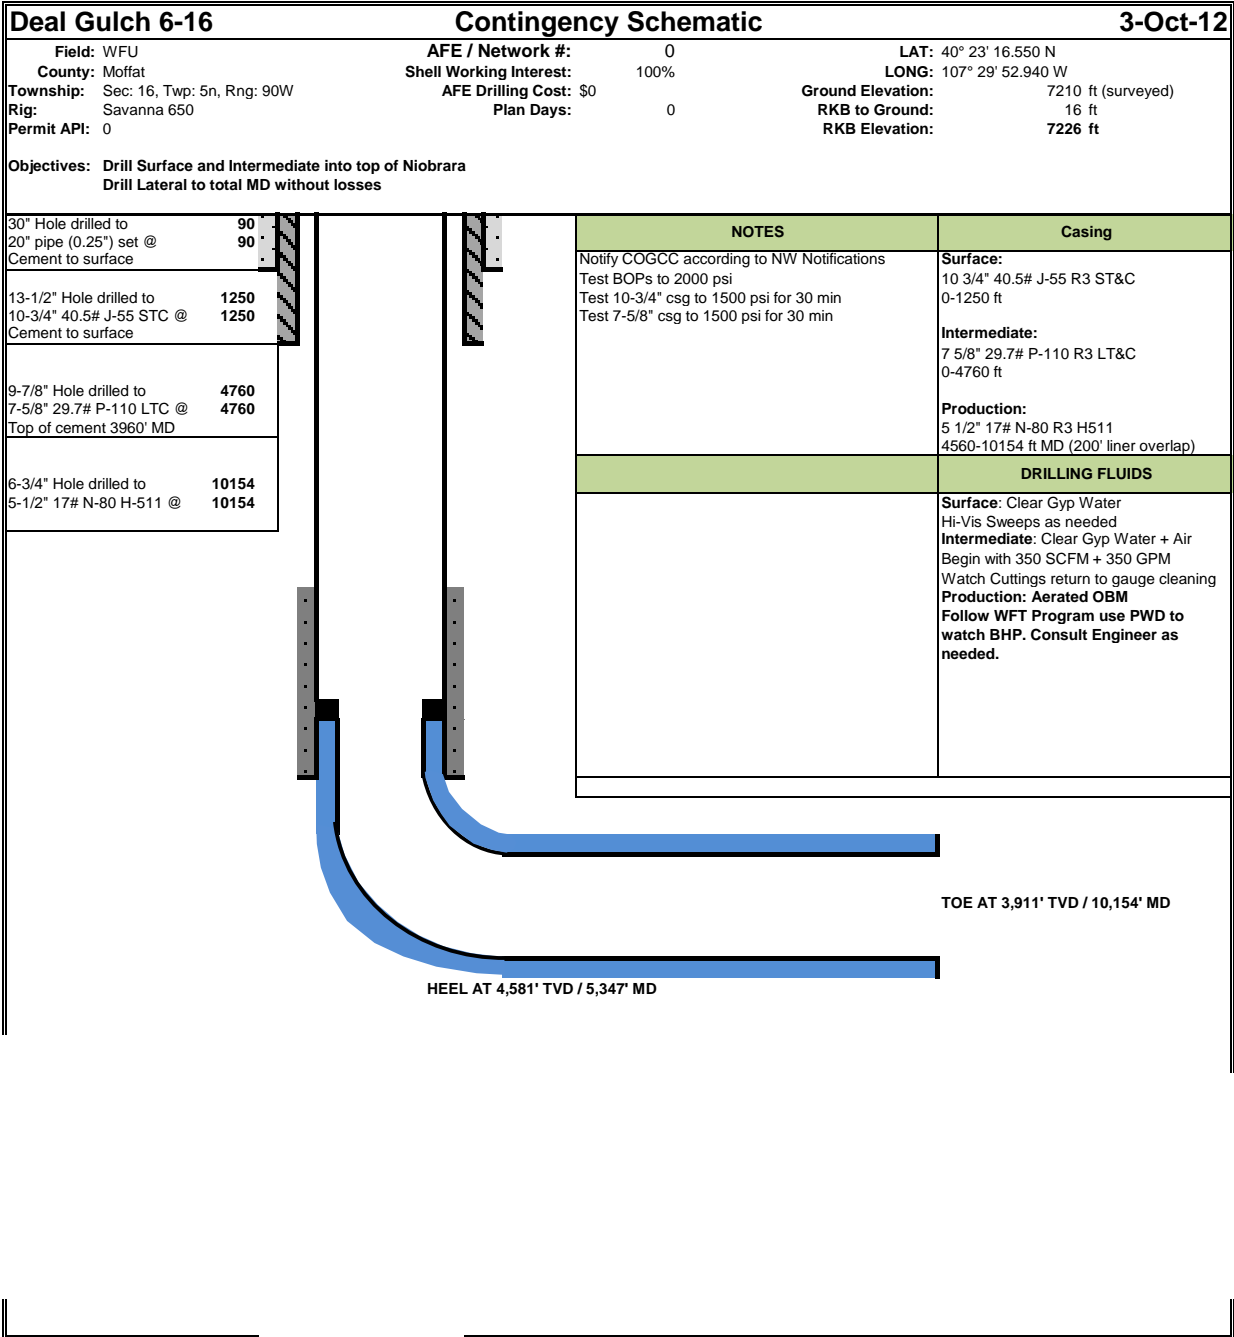 Deal Gulch 6-16 Contingency Schematic 3-Oct-12
Field: WFU AFE / Network #: 0 LAT: 40° 23' 16.550 N
County: Moffat Shell Working Interest: 100% LONG: 107° 29' 52.940 W
Township: Sec: 16, Twp: 5n, Rng: 90W AFE Drilling Cost: $0 Ground Elevation: 7210 ft (surveyed)
Rig: Savanna 650 Plan Days: 0 RKB to Ground: 16 ft
Permit API: 0 RKB Elevation: 7226 ft
Objectives: Drill Surface and Intermediate into top of Niobrara
Drill Lateral to total MD without losses
30" Hole drilled to 90
20" pipe (0.25") set @ 90
Cement to surface
13-1/2" Hole drilled to 1250
10-3/4" 40.5# J-55 STC @ 1250
Cement to surface
9-7/8" Hole drilled to 4760
7-5/8" 29.7# P-110 LTC @ 4760
Top of cement 3960' MD
6-3/4" Hole drilled to 10154
5-1/2" 17# N-80 H-511 @ 10154
NOTES
Notify COGCC according to NW Notifications
Test BOPs to 2000 psi
Test 10-3/4" csg to 1500 psi for 30 min
Test 7-5/8" csg to 1500 psi for 30 min
Casing
Surface:
10 3/4" 40.5# J-55 R3 ST&C
0-1250 ft
Intermediate:
7 5/8" 29.7# P-110 R3 LT&C
0-4760 ft
Production:
5 1/2" 17# N-80 R3 H511
4560-10154 ft MD (200' liner overlap)
DRILLING FLUIDS
Surface: Clear Gyp Water
Hi-Vis Sweeps as needed
Intermediate: Clear Gyp Water + Air
Begin with 350 SCFM + 350 GPM
Watch Cuttings return to gauge cleaning
Production: Aerated OBM
Follow WFT Program use PWD to
watch BHP. Consult Engineer as
needed.
TOE AT 3,911' TVD / 10,154' MD
HEEL AT 4,581' TVD / 5,347' MD